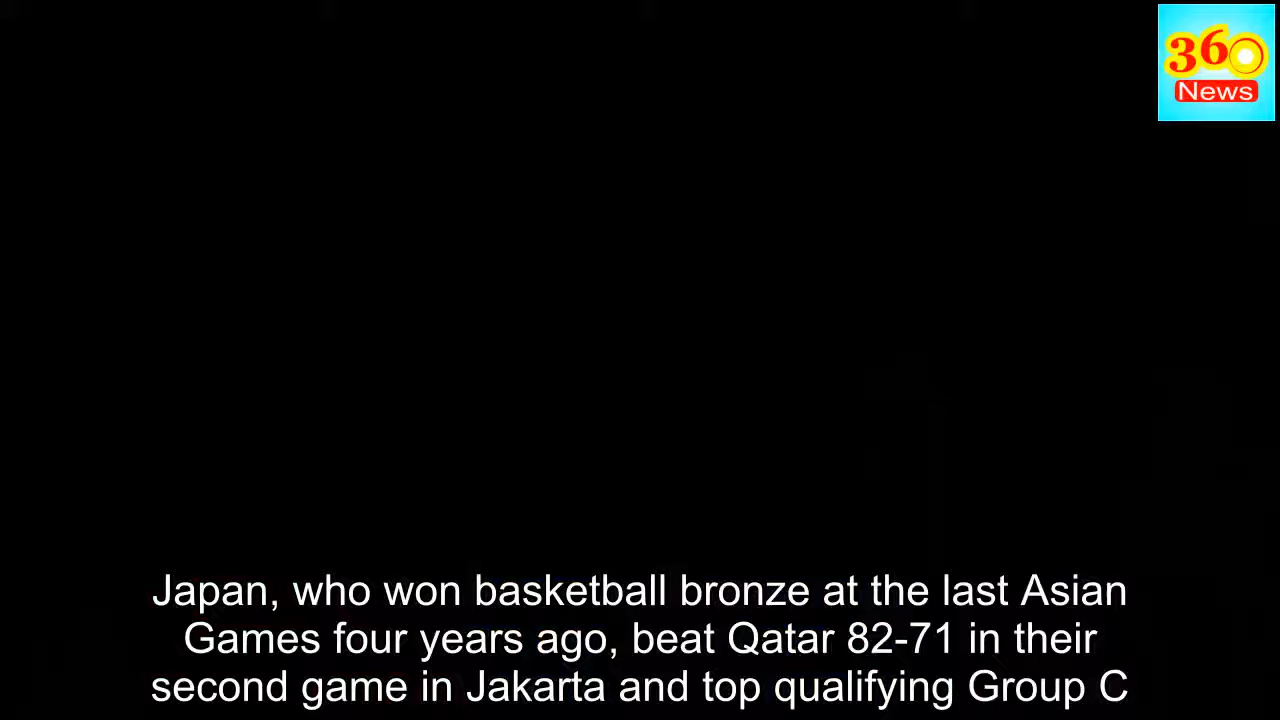 360
News
Japan, who won basketball bronze at the last Asian
Games four years ago, beat Qatar 82-71 in their
second game in Jakarta and top qualifying Group C